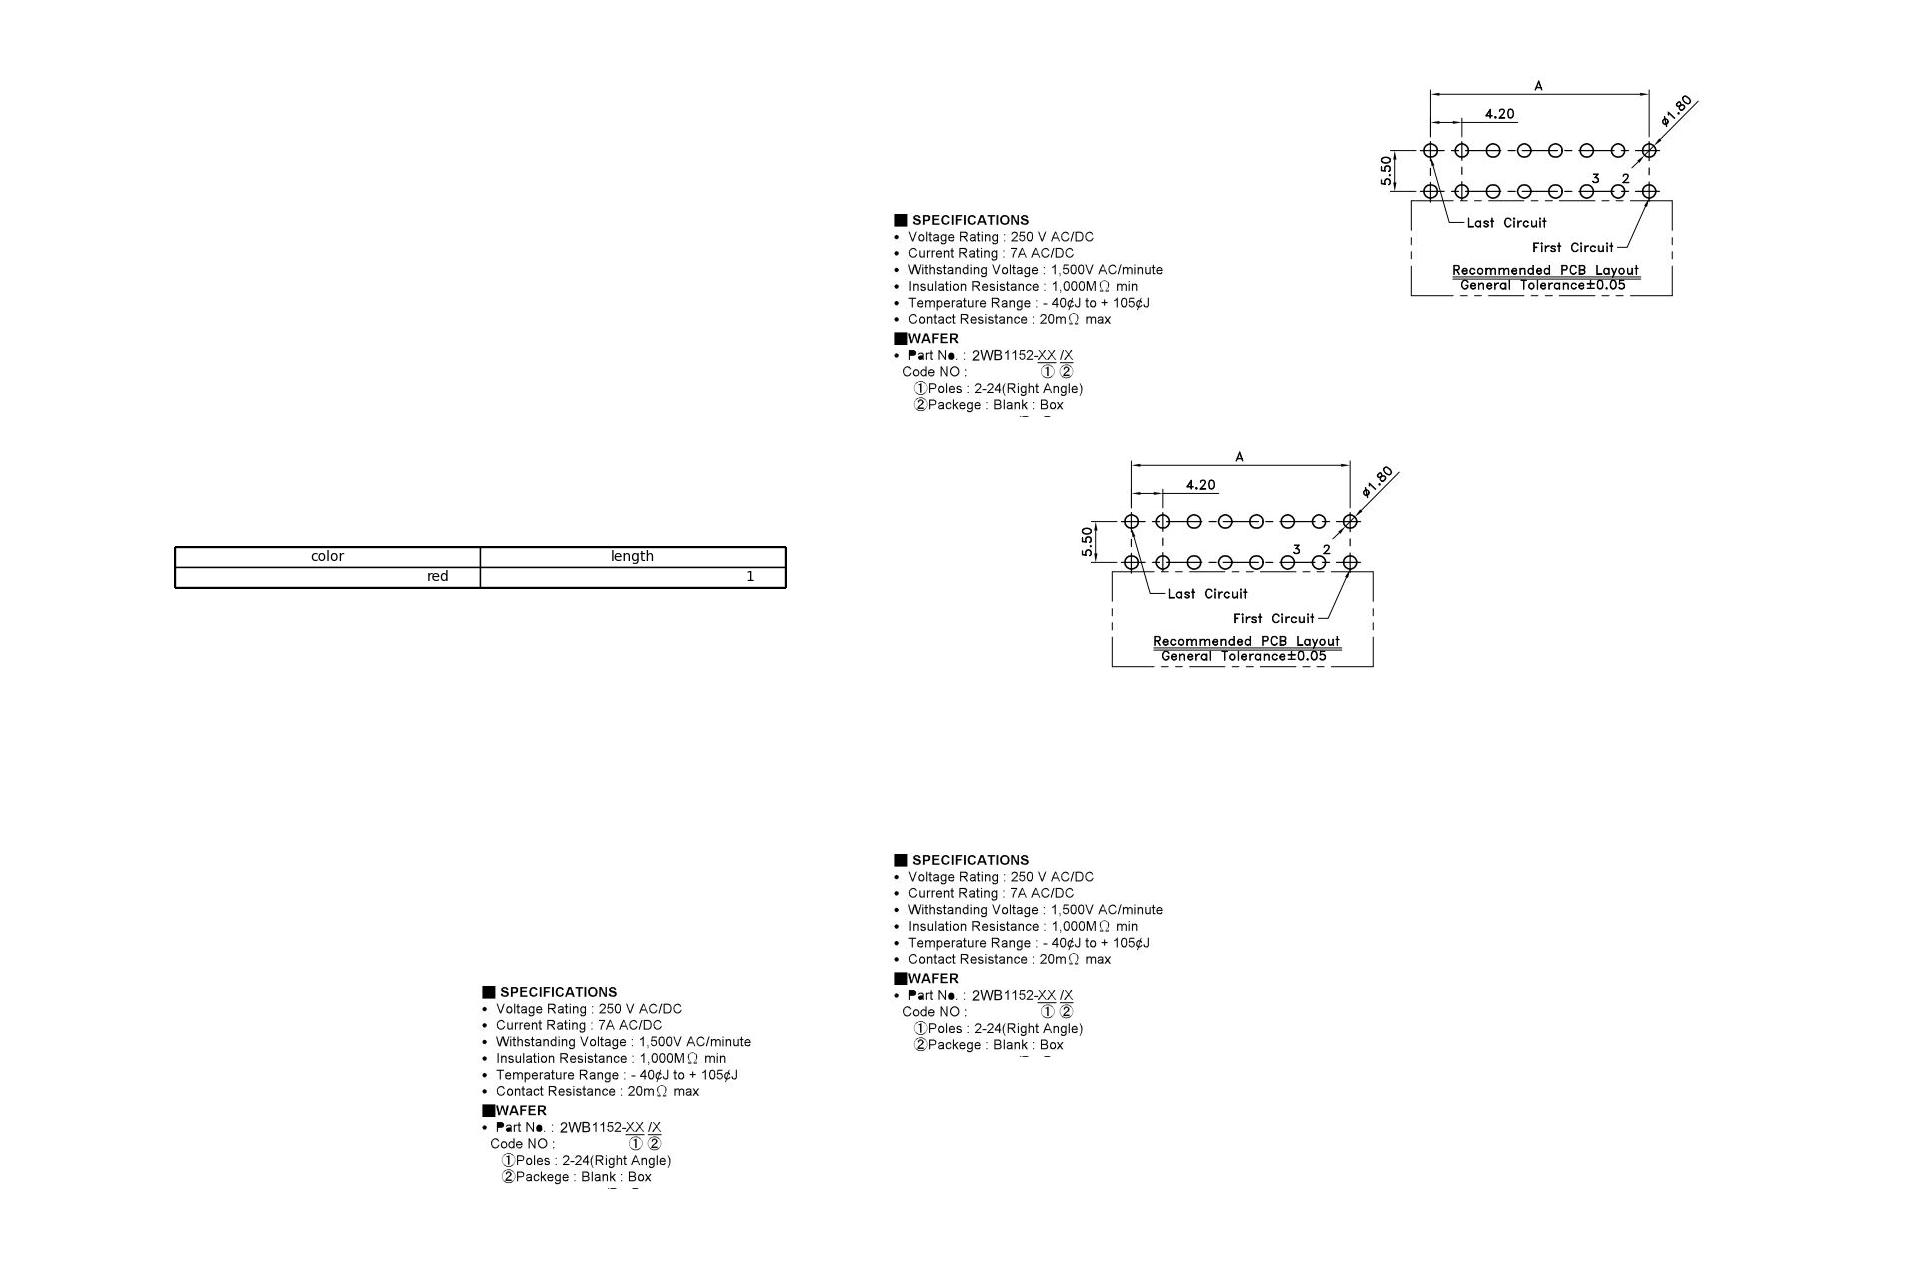 A
4.20
ø1.80
5.50
3 2
Last Circuit
First Circuit
Recommended PCB Layout
General Tolerance±0.05
■ SPECIFICATIONS
• Voltage Rating : 250 V AC/DC
• Current Rating : 7A AC/DC
• Withstanding Voltage : 1,500V AC/minute
• Insulation Resistance : 1,000MΩ min
• Temperature Range : - 40¢J to + 105¢J
• Contact Resistance : 20mΩ max
■WAFER
• Part No. : 2WB1152-XX /X
Code NO : ① ②
①Poles : 2-24(Right Angle)
②Packege : Blank : Box
A
4.20
ø1.80
5.50
3 2
Last Circuit
First Circuit
Recommended PCB Layout
General Tolerance±0.05
color length
red 1
■ SPECIFICATIONS
• Voltage Rating : 250 V AC/DC
• Current Rating : 7A AC/DC
• Withstanding Voltage : 1,500V AC/minute
• Insulation Resistance : 1,000MΩ min
• Temperature Range : - 40¢J to + 105¢J
• Contact Resistance : 20mΩ max
■WAFER
• Part No. : 2WB1152-XX /X
Code NO : ① ②
①Poles : 2-24(Right Angle)
②Packege : Blank : Box
■ SPECIFICATIONS
• Voltage Rating : 250 V AC/DC
• Current Rating : 7A AC/DC
• Withstanding Voltage : 1,500V AC/minute
• Insulation Resistance : 1,000MΩ min
• Temperature Range : - 40¢J to + 105¢J
• Contact Resistance : 20mΩ max
■WAFER
• Part No. : 2WB1152-XX /X
Code NO : ① ②
①Poles : 2-24(Right Angle)
②Packege : Blank : Box